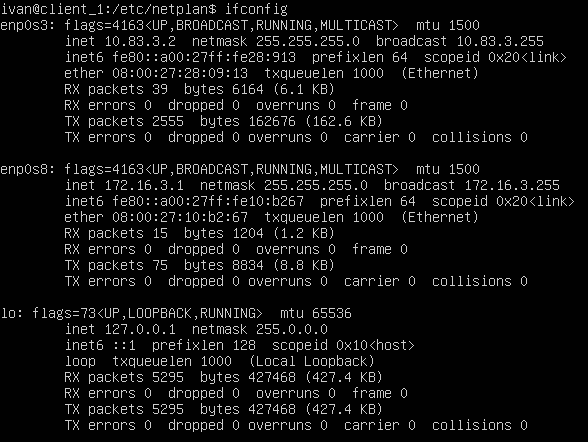 ivan@client_1:/etc/netplan$ ifconfig
enp0s3: flags=4163<UP,BROADCAST,RUNNING,MULTICAST>  mtu 1500
        inet 10.83.3.2  netmask 255.255.255.0  broadcast 10.83.3.255
        inet6 fe80::a00:27ff:fe28:913  prefixlen 64  scopeid 0x20<link>
        ether 08:00:27:28:09:13  txqueuelen 1000  (Ethernet)
        RX packets 39  bytes 6164 (6.1 KB)
        RX errors 0  dropped 0  overruns 0  frame 0
        TX packets 2555  bytes 162676 (162.6 KB)
        TX errors 0  dropped 0 overruns 0  carrier 0  collisions 0

enp0s8: flags=4163<UP,BROADCAST,RUNNING,MULTICAST>  mtu 1500
        inet 172.16.3.1  netmask 255.255.255.0  broadcast 172.16.3.255
        inet6 fe80::a00:27ff:fe10:b267  prefixlen 64  scopeid 0x20<link>
        ether 08:00:27:10:b2:67  txqueuelen 1000  (Ethernet)
        RX packets 15  bytes 1204 (1.2 KB)
        RX errors 0  dropped 0  overruns 0  frame 0
        TX packets 75  bytes 8834 (8.8 KB)
        TX errors 0  dropped 0 overruns 0  carrier 0  collisions 0

lo: flags=73<UP,LOOPBACK,RUNNING>  mtu 65536
        inet 127.0.0.1  netmask 255.0.0.0
        inet6 ::1  prefixlen 128  scopeid 0x10<host>
        loop  txqueuelen 1000  (Local Loopback)
        RX packets 5295  bytes 427468 (427.4 KB)
        RX errors 0  dropped 0  overruns 0  frame 0
        TX packets 5295  bytes 427468 (427.4 KB)
        TX errors 0  dropped 0 overruns 0  carrier 0  collisions 0